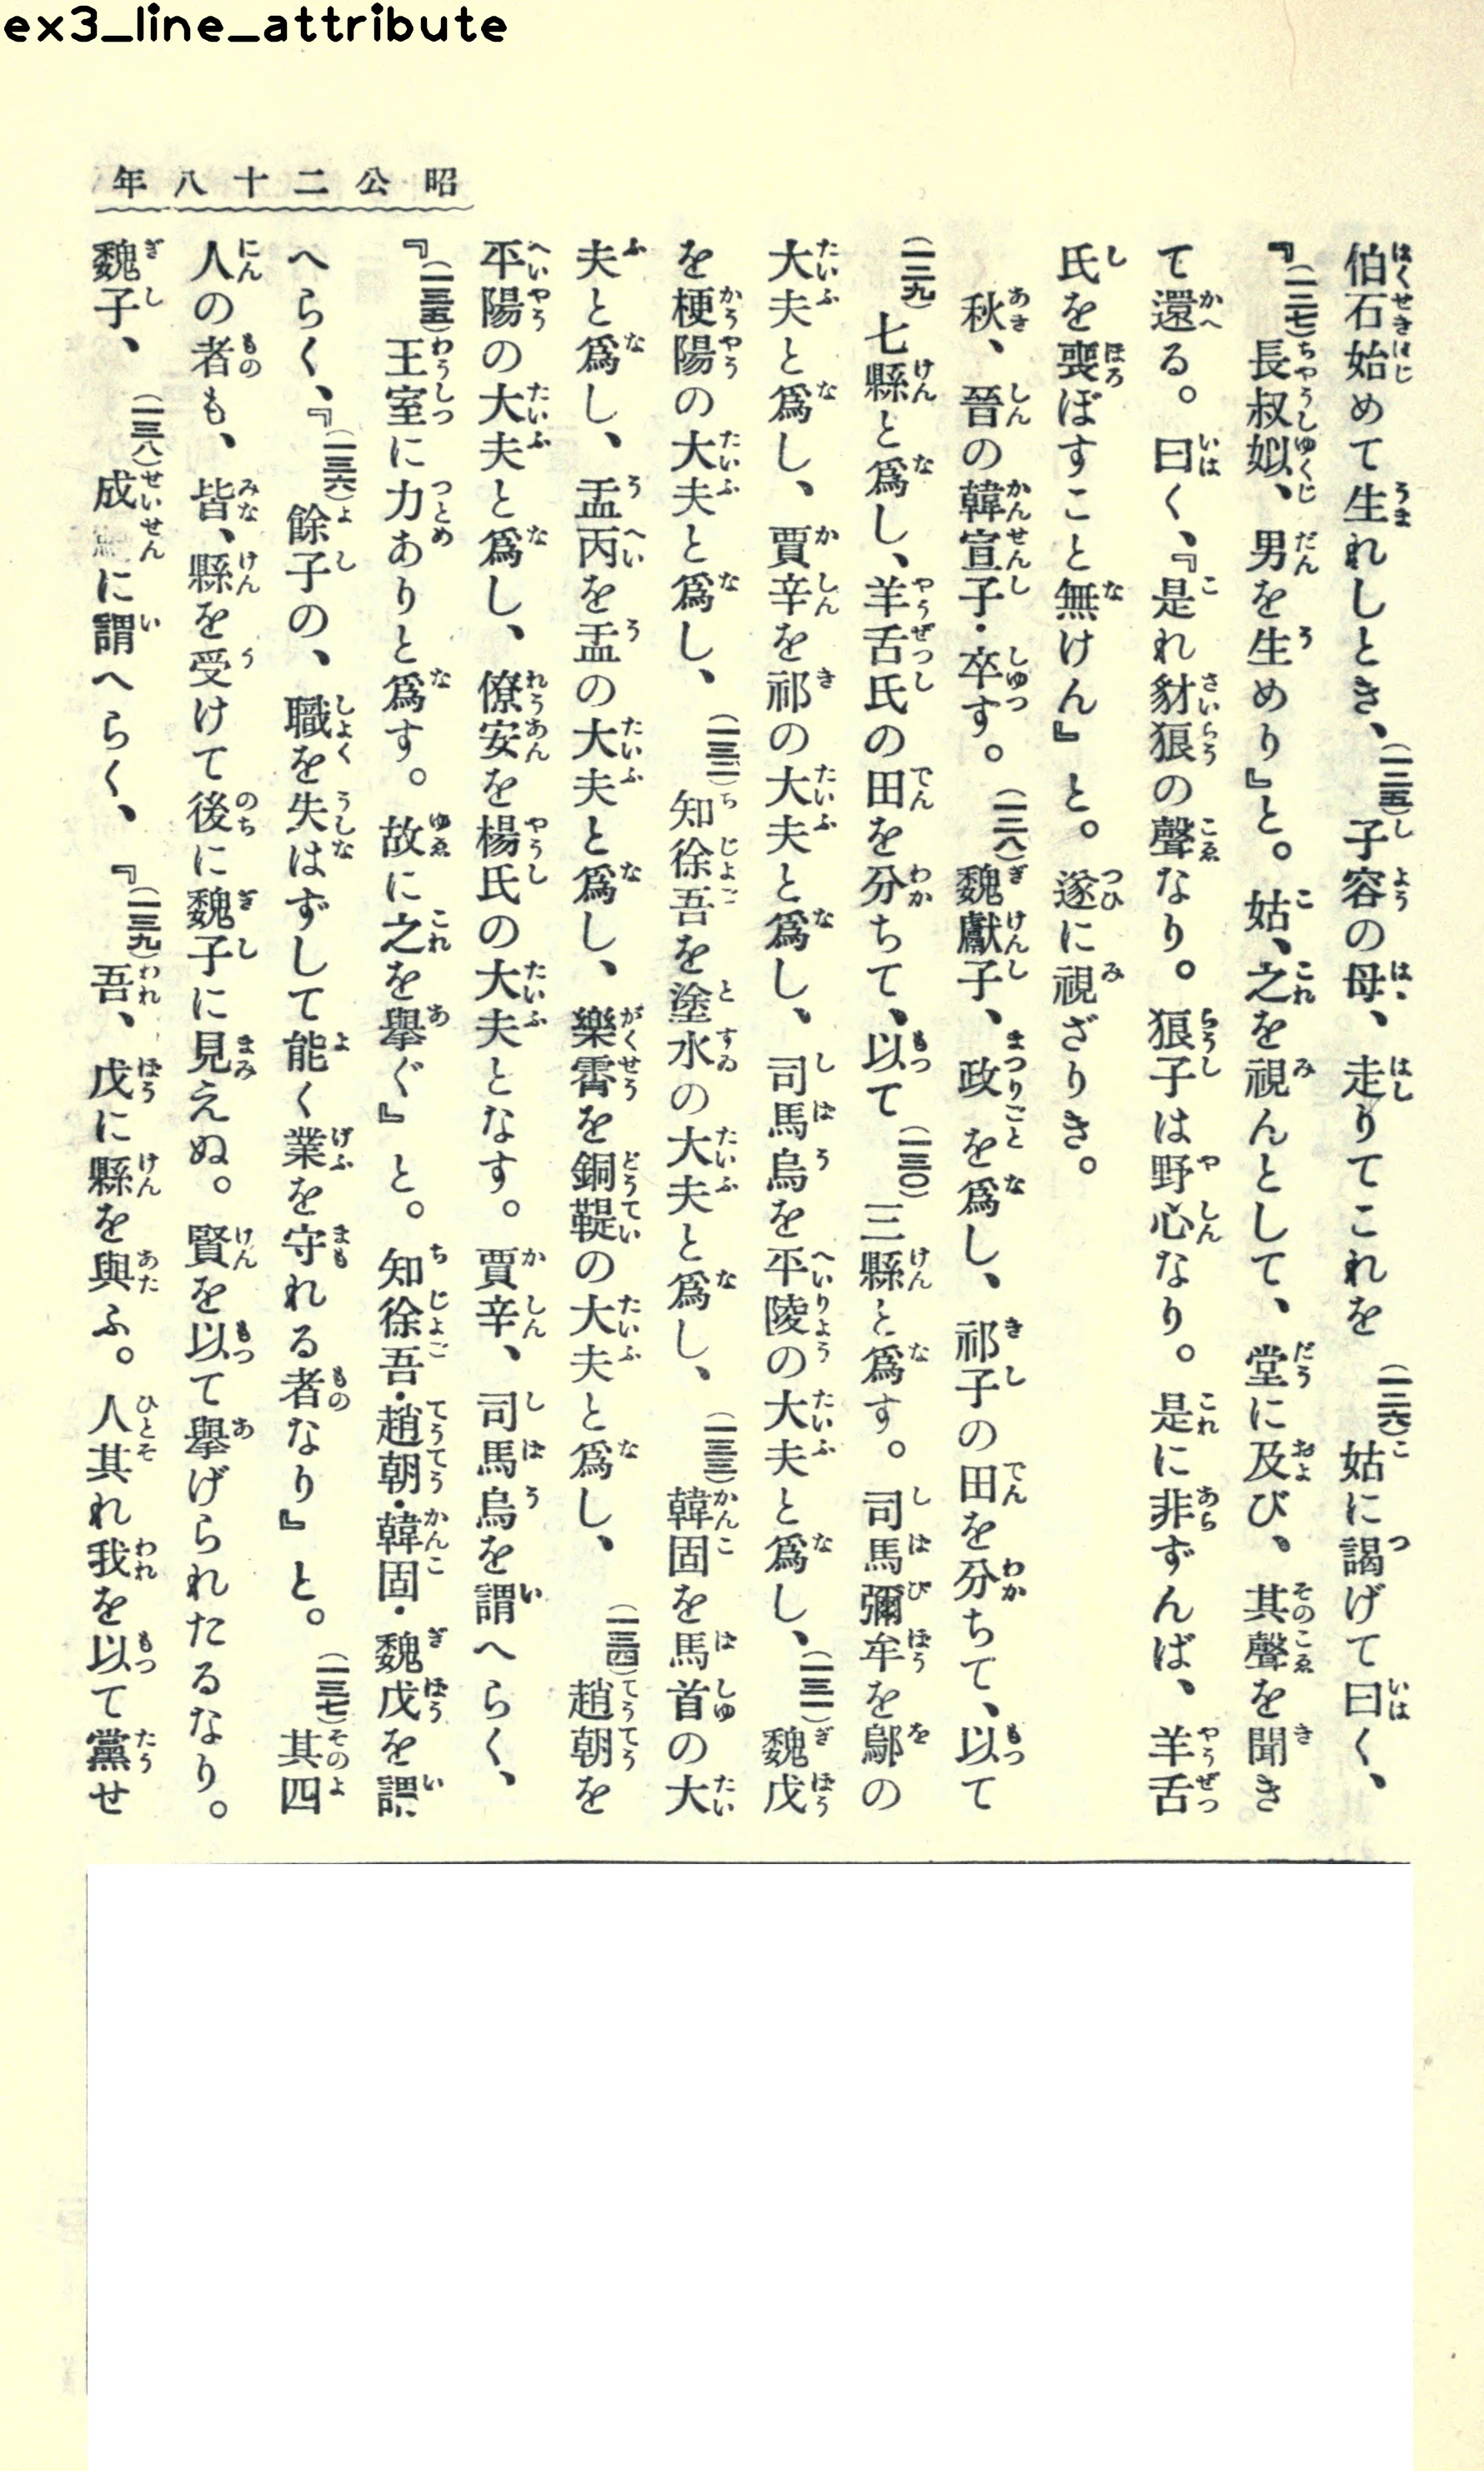 ex3_line_attribute
昭公二十八年
伯石始めて生れしとき、(一二五)子容の母、走りてこれを(一二六)姑に謁げて曰く、
『(一二七)長叔姒、男を生めり』と。姑、之を視んとして、堂に及び、其聲を聞き
て還る。曰く、『是れ豺狼の聲なり。狼子は野心なり。是に非ずんば、羊舌
氏を喪ぼすこと無けん』と。遂に視ざりき。
秋、晉の韓宣子・卒す。(一二八)魏獻子、政を爲し、祁子の田を分ちて、以て
(一二九)七縣と爲し、羊舌氏の田を分ちて、以て(一三〇)三縣と爲す。司馬彌牟を鄔の
大夫と爲し、賈辛を祁の大夫と爲し、司馬烏を平陵の大夫と爲し、(一三一)魏戊
を梗陽の大夫と爲し、(一三二)知徐吾を塗水の大夫と爲し、(一三三)韓固を馬首の大
夫と爲し、盂丙を盂の大夫と爲し、樂霄を銅鞮の大夫と爲し、(一三四)趙朝を
平陽の大夫と爲し、僚安を楊氏の大夫となす。賈辛、司馬烏を謂へらく、
『(一三五)王室に力ありと爲す。故に之を擧ぐ』と。知徐吾・趙朝・韓固・魏戊を謂
へらく、『(一三六)餘子の、職を失はずして能く業を守れる者なり』と。(一三七)其四
人の者も、皆、縣を受けて後に魏子に見えぬ。賢を以て擧げられたるなり。
魏子、(一三八)成に謂へらく、『(一三九)吾、戊に縣を與ふ。人其れ我を以て黨せ